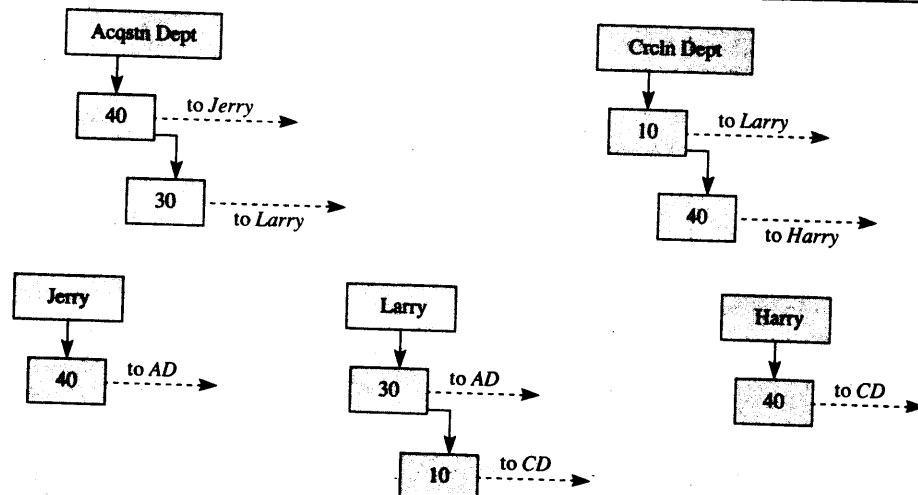 Acqstn Dept
Crcln Dept
40
to Jerry
10
to Larry
30
to Larry
40
to Harry
Jerry
Larry
Harry
40
to AD
30
to AD
40
to CD
10
to CD